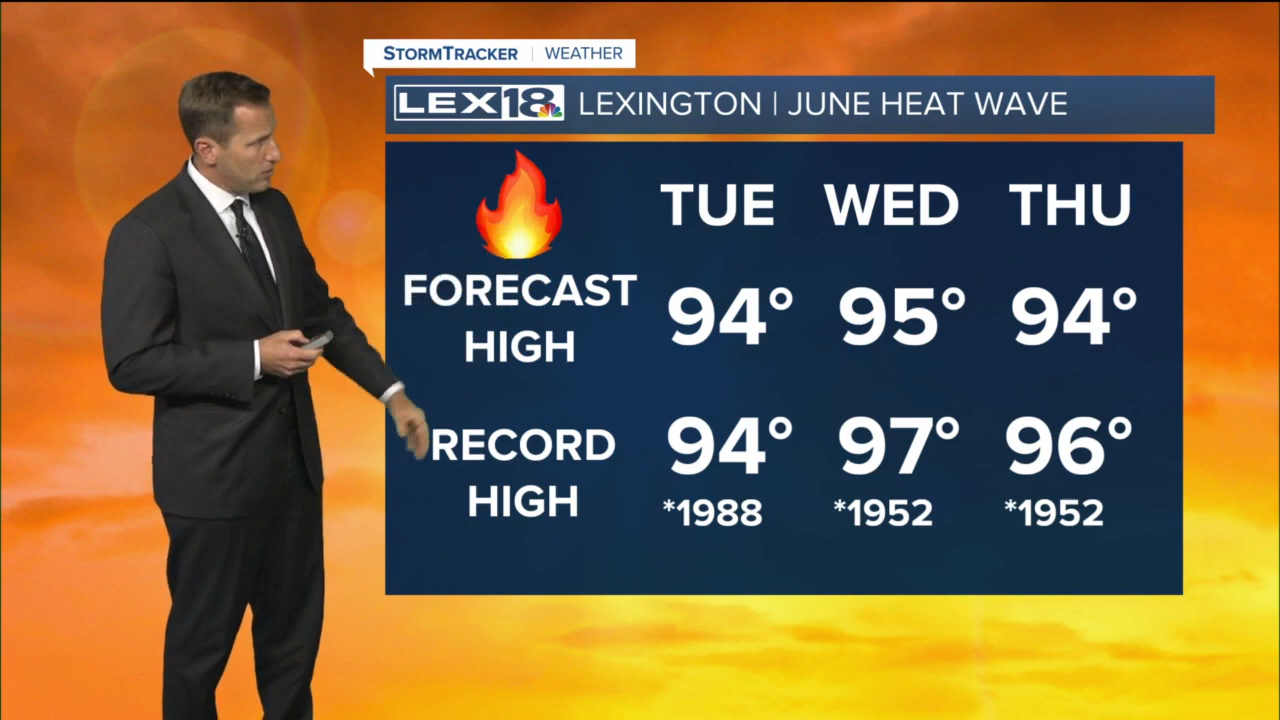 STORMTRACKER | WEATHER
LEX18 LEXINGTON | JUNE HEAT WAVE
TUE WED THU
FORECAST HIGH 94° 95° 94°
RECORD HIGH 94° 97° 96°
*1988 *1952 *1952